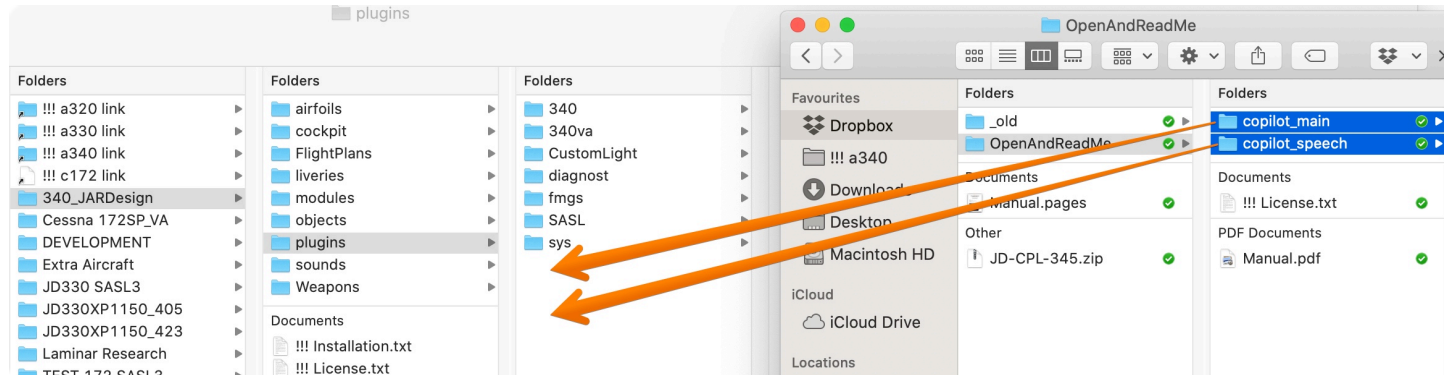 plugins
Folders
!!! a320 link
!!! a330 link
!!! a340 link
!!! c172 link
340_JARDesign
Cessna 172SP_VA
DEVELOPMENT
Extra Aircraft
JD330 SASL3
JD330XP1150_405
JD330XP1150_423
Laminar Research
TEST 172 SASL3
Folders
airfoils
cockpit
FlightPlans
liveries
modules
objects
plugins
sounds
Weapons
Documents
!!! Installation.txt
!!! License.txt
Folders
340
340va
CustomLight
diagnost
fmgs
SASL
sys
OpenAndReadMe
Favourites
Dropbox
!!! a340
Downloads
Desktop
Macintosh HD
iCloud
iCloud Drive
Locations
Folders
_old
OpenAndReadMe
Documents
Manual.pages
Other
JD-CPL-345.zip
Folders
copilot_main
copilot_speech
Documents
!!! License.txt
PDF Documents
Manual.pdf